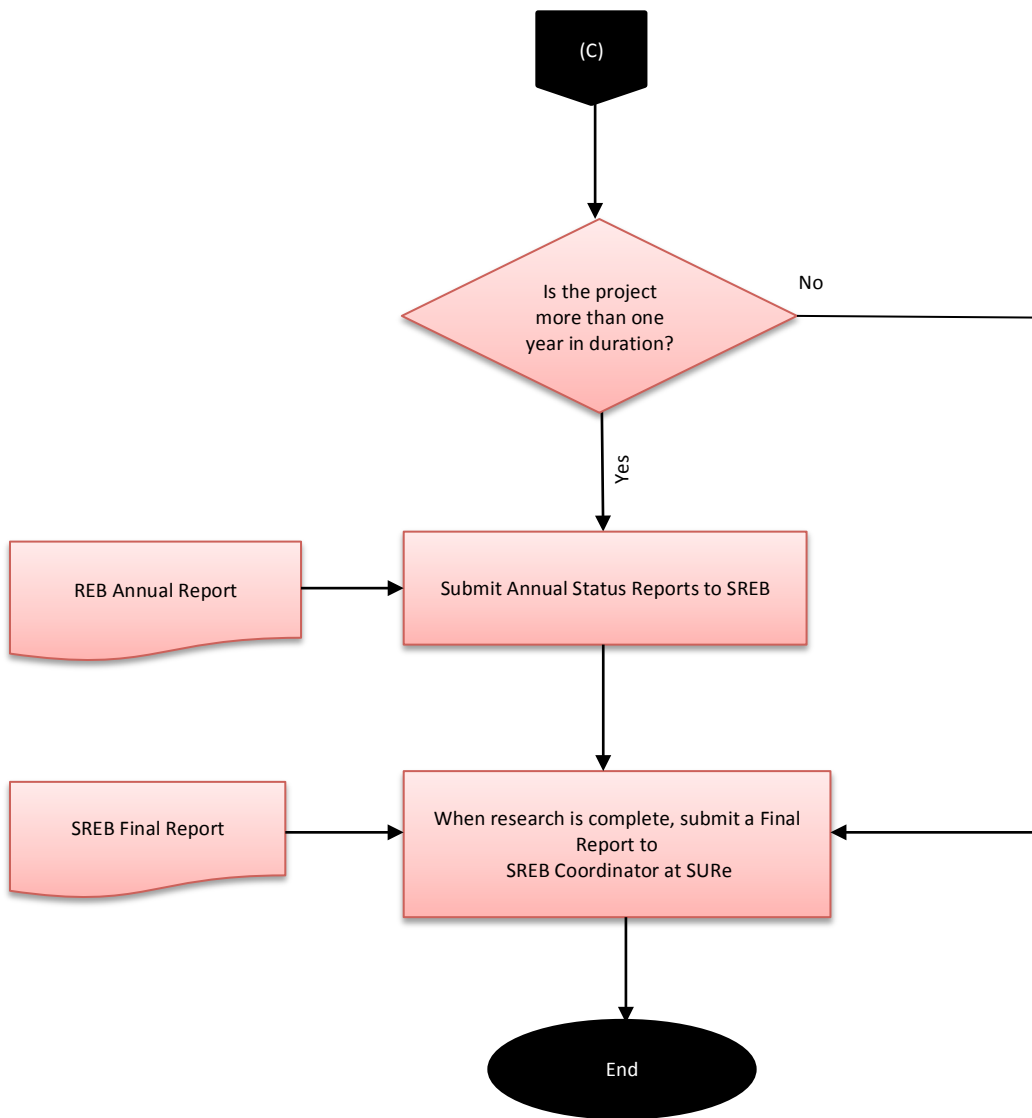 (C)
Is the project
more than one
year in duration?
No
Yes
REB Annual Report
Submit Annual Status Reports to SREB
SREB Final Report
When research is complete, submit a Final
Report to
SREB Coordinator at SURe
End